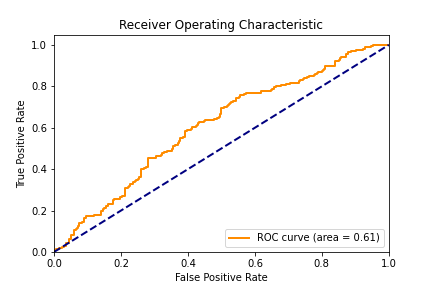 Receiver Operating Characteristic
1.0
0.8
0.6
0.4
0.2
0.0
True Positive Rate
ROC curve (area = 0.61)
0.0 0.2 0.4 0.6 0.8 1.0
False Positive Rate